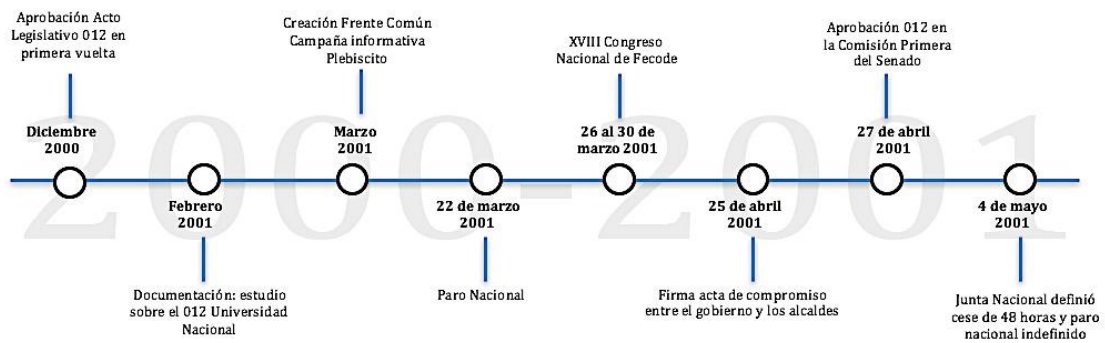 Aprobación Acto
Legislativo 012 en
primera vuelta
Diciembre
2000
Febrero
2001
Documentación: estudio
sobre el 012 Universidad
Nacional
Creación Frente Común
Campaña informativa
Plebiscito
Marzo
2001
22 de marzo
2001
Paro Nacional
XVIII Congreso
Nacional de Fecode
26 al 30 de
marzo 2001
25 de abril
2001
Firma acta de compromiso
entre el gobierno y los alcaldes
Aprobación 012 en
la Comisión Primera
del Senado
27 de abril
2001
4 de mayo
2001
Junta Nacional definió
cese de 48 horas y paro
nacional indefinido
2000-2001